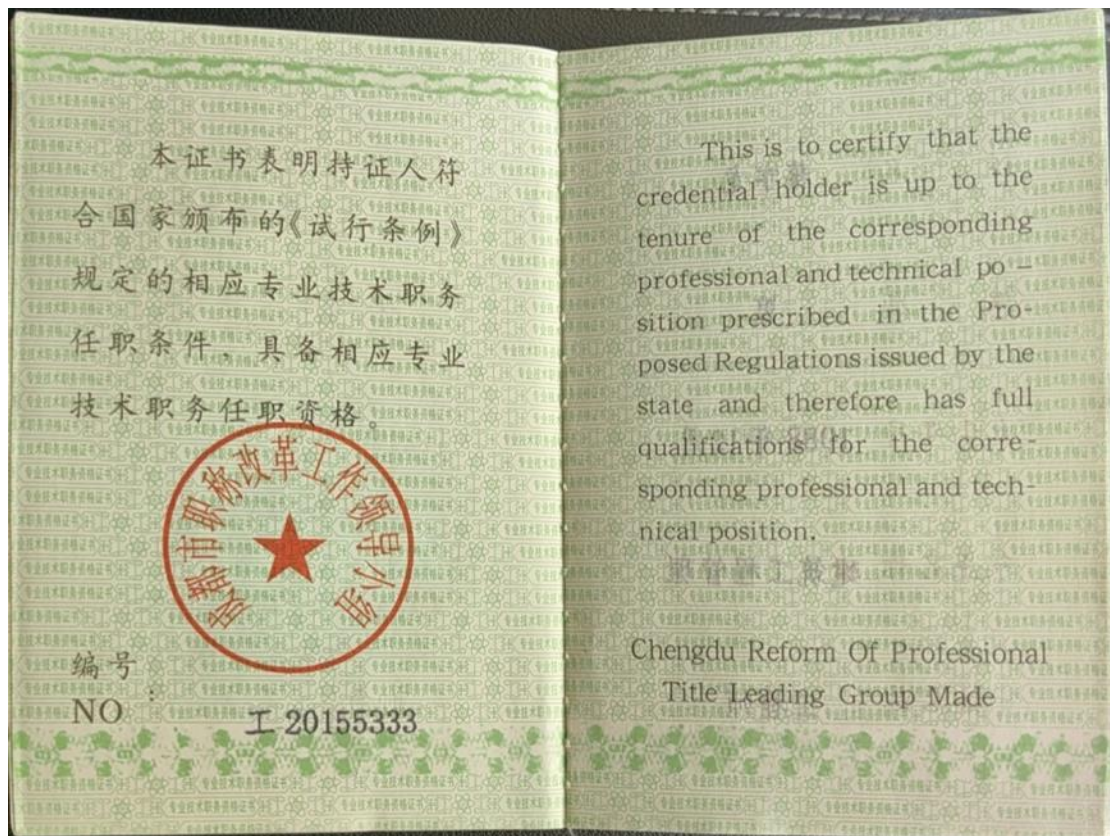 本证书表明持证人符
合国家颁布的《试行条例》
规定的相应专业技术职务
任职条件，具备相应专业
技术职务任职资格。
成都市职称改革工作领导小组
编号
NO
:
工 20155333
This is to certify that the
credential holder is up to the
tenure of the corresponding
professional and technical po –
sition prescribed in the Pro-
posed Regulations issued by the
state and therefore has full
qualifications for the corre-
sponding professional and tech-
nical position.
Chengdu Reform Of Professional
Title Leading Group Made